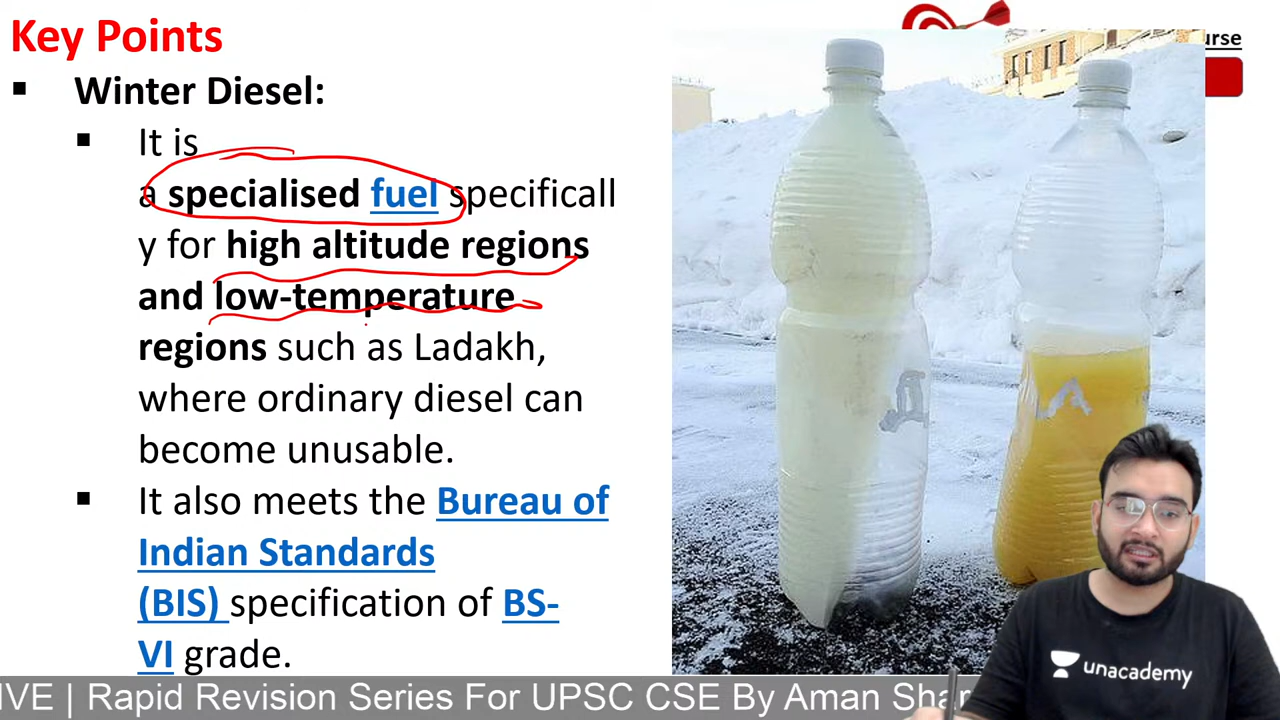 Key Points
▪ Winter Diesel:
▪ It is
a specialised fuel specificall
y for high altitude regions
and low-temperature
regions such as Ladakh,
where ordinary diesel can
become unusable.
▪ It also meets the Bureau of
Indian Standards
(BIS) specification of BS-
VI grade.
urse
Д
unacademy
IVE | Rapid Revision Series For UPSC CSE By Aman Shar